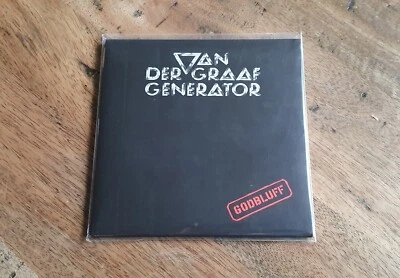 VAN
DER GRAAF
GENERATOR
GODBLUFF